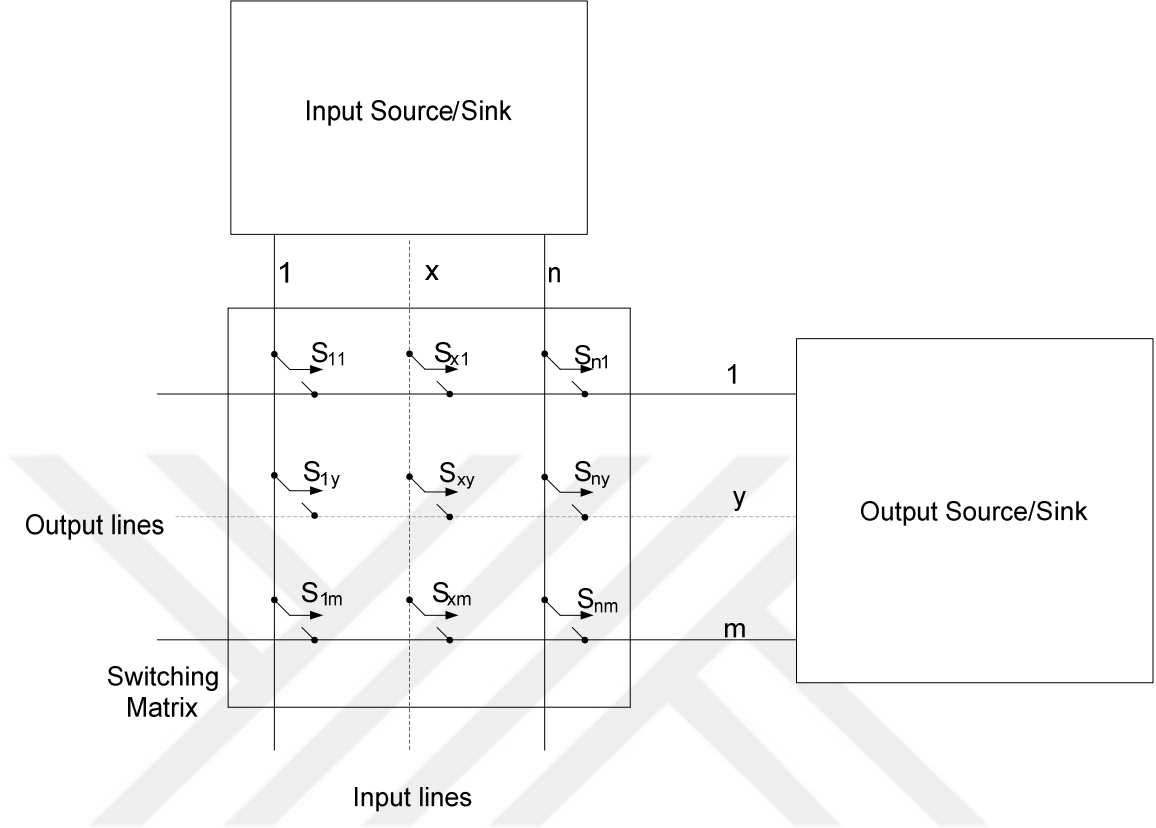 Input Source/Sink
1 x n
S11 Sx1 Sn1
1
S1y Sxy Sny
y
Output lines
Output Source/Sink
S1m Sxm Snm
m
Switching
Matrix
Input lines